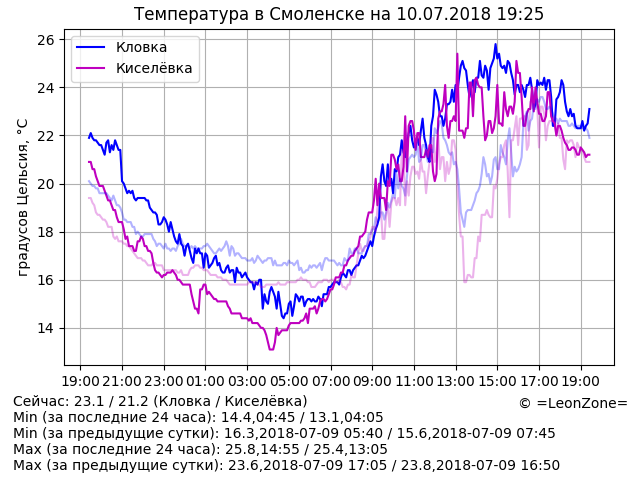 Температура в Смоленске на 10.07.2018 19:25
Кловка
Киселёвка
градусов Цельсия, °C
26
24
22
20
18
16
14
19:00 21:00 23:00 01:00 03:00 05:00 07:00 09:00 11:00 13:00 15:00 17:00 19:00
Сейчас: 23.1 / 21.2 (Кловка / Киселёвка)
© =LeonZone=
Min (за последние 24 часа): 14.4,04:45 / 13.1,04:05
Min (за предыдущие сутки): 16.3,2018-07-09 05:40 / 15.6,2018-07-09 07:45
Max (за последние 24 часа): 25.8,14:55 / 25.4,13:05
Max (за предыдущие сутки): 23.6,2018-07-09 17:05 / 23.8,2018-07-09 16:50